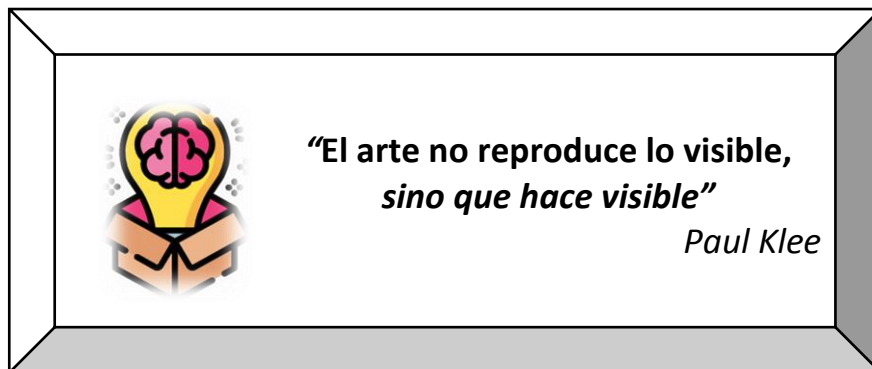 “El arte no reproduce lo visible,
sino que hace visible”
Paul Klee